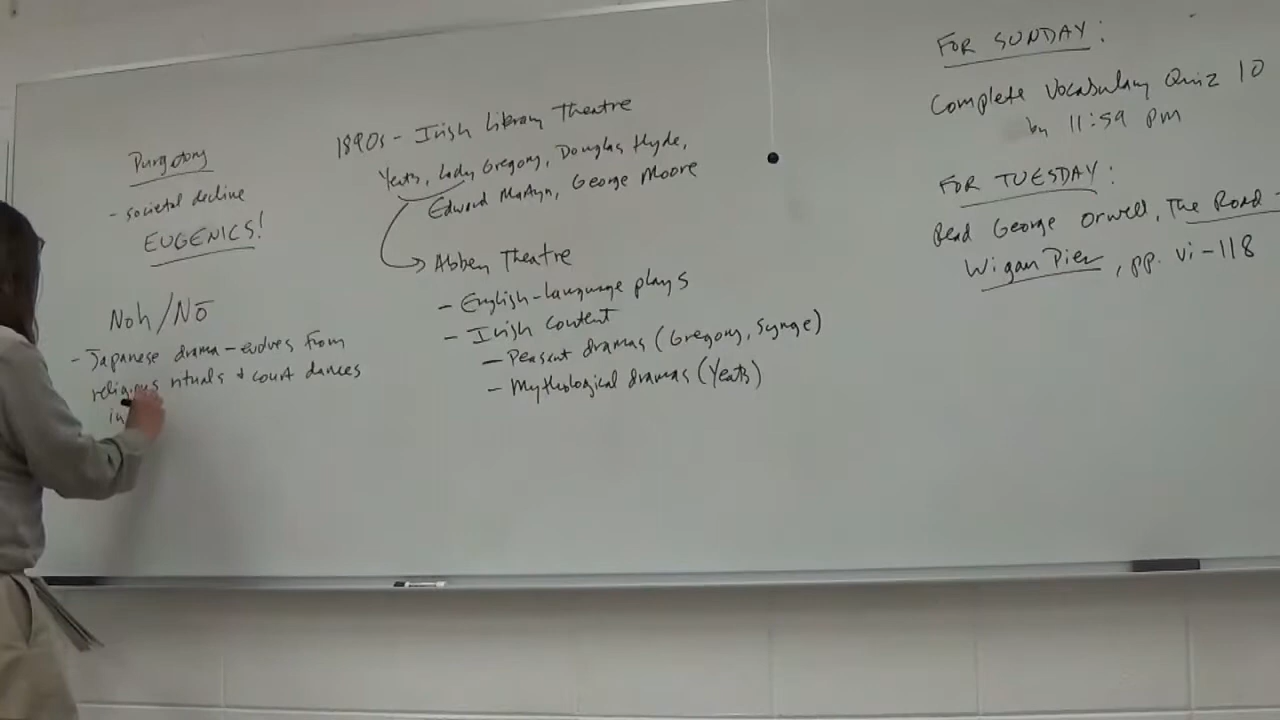 Purgatory
- societal decline
EUGENICS!
Noh/Nō
- Japanese drama - evolves from
religious rituals + court dances
in
1890s - Irish Library Theatre
Yeats, Lady Gregory, Douglas Hyde,
Edward Martyn, George Moore
Abbey Theatre
- English-language plays
- Irish content
- Peasant dramas (Gregory, Synge)
- Mythological dramas (Yeats)
FOR SUNDAY:
Complete Vocabulary Quiz 10
by 11:59 pm
FOR TUESDAY:
Read George Orwell, The Road -
Wigan Pier, pp. vi-118